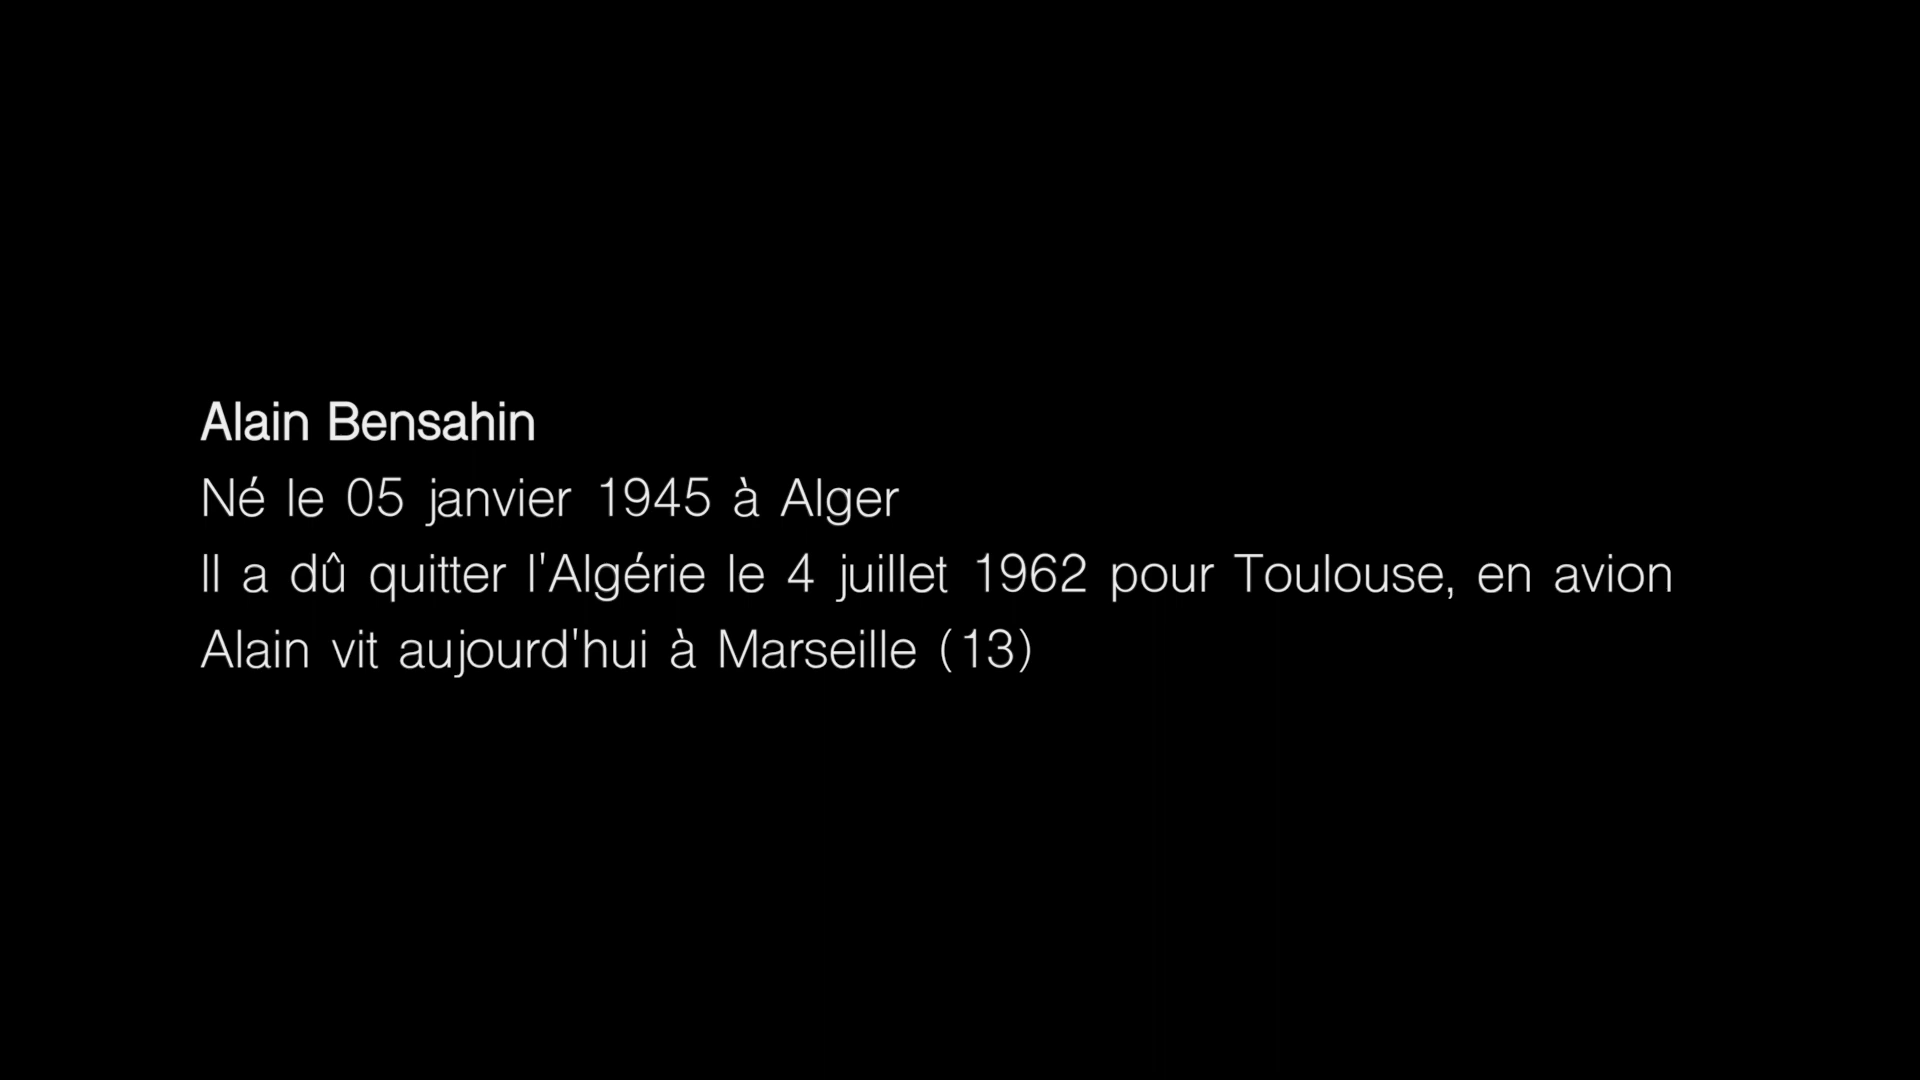 Alain Bensahin
Né le 05 janvier 1945 à Alger
Il a dû quitter l'Algérie le 4 juillet 1962 pour Toulouse, en avion
Alain vit aujourd'hui à Marseille (13)